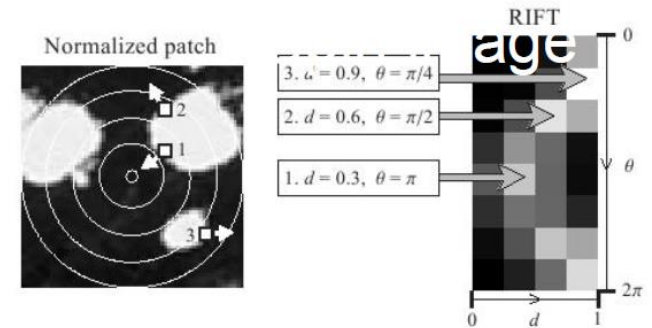 Normalized patch
2
1
3
3. d = 0.9, θ = π/4
2. d = 0.6, θ = π/2
1. d = 0.3, θ = π
RIFT
age
0
θ
2π
0 d 1